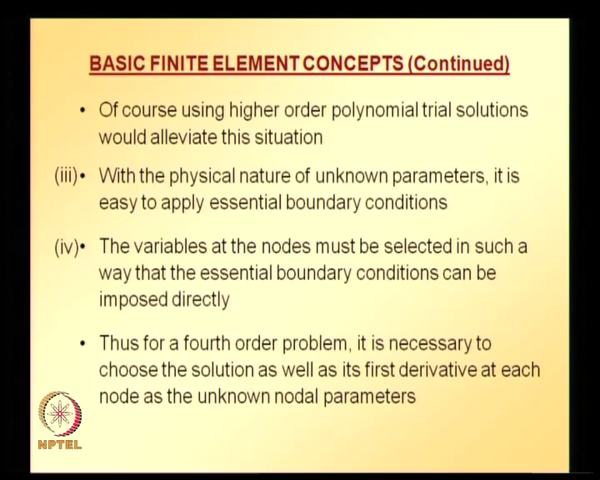 BASIC FINITE ELEMENT CONCEPTS (Continued)
• Of course using higher order polynomial trial solutions
would alleviate this situation
(iii)• With the physical nature of unknown parameters, it is
easy to apply essential boundary conditions
(iv)• The variables at the nodes must be selected in such a
way that the essential boundary conditions can be
imposed directly
• Thus for a fourth order problem, it is necessary to
choose the solution as well as its first derivative at each
node as the unknown nodal parameters
NPTEL